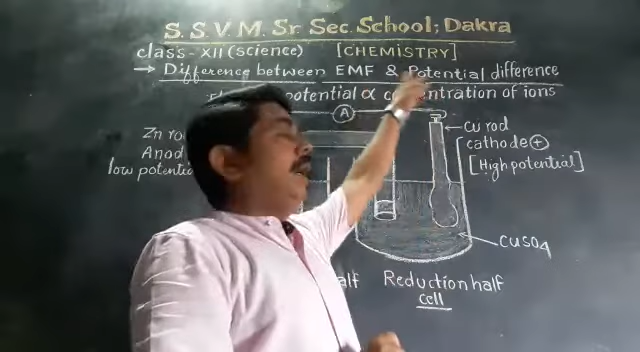 S.S.V.M. Sr. Sec. School; Dakra
class- XII (science) [CHEMISTRY]
→ Difference between EMF & Potential difference
potential ∝ concentration of ions
A
Zn
cu rod
Anod
cathode +
low potential
[High potential]
CuSO4
Reduction half
cell